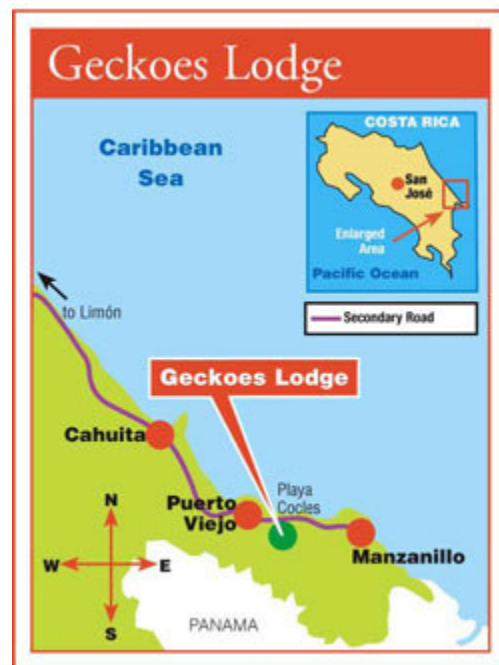 Geckoes Lodge
Caribbean
Sea
COSTA RICA
San
José
Enlarged
Area
Pacific Ocean
to Limón
Secondary Road
Geckoes Lodge
Cahuita
Playa
Cocles
Puerto
Viejo
Manzanillo
N
W
E
S
PANAMA